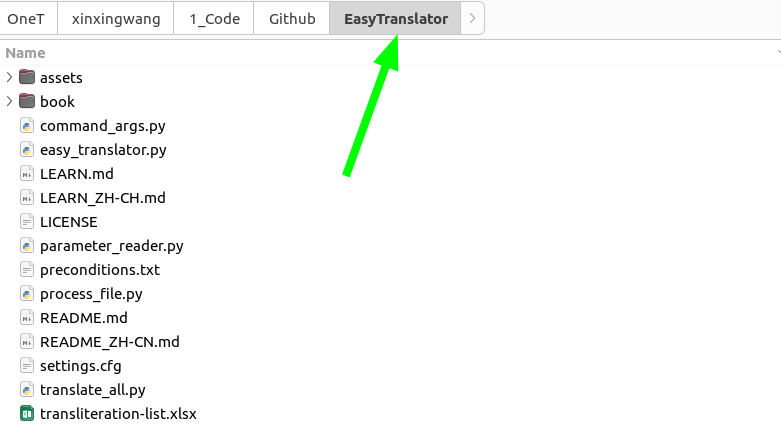 OneT xinxingwang 1_Code Github EasyTranslator
Name
assets
book
command_args.py
easy_translator.py
LEARN.md
LEARN_ZH-CH.md
LICENSE
parameter_reader.py
preconditions.txt
process_file.py
README.md
README_ZH-CN.md
settings.cfg
translate_all.py
transliteration-list.xlsx